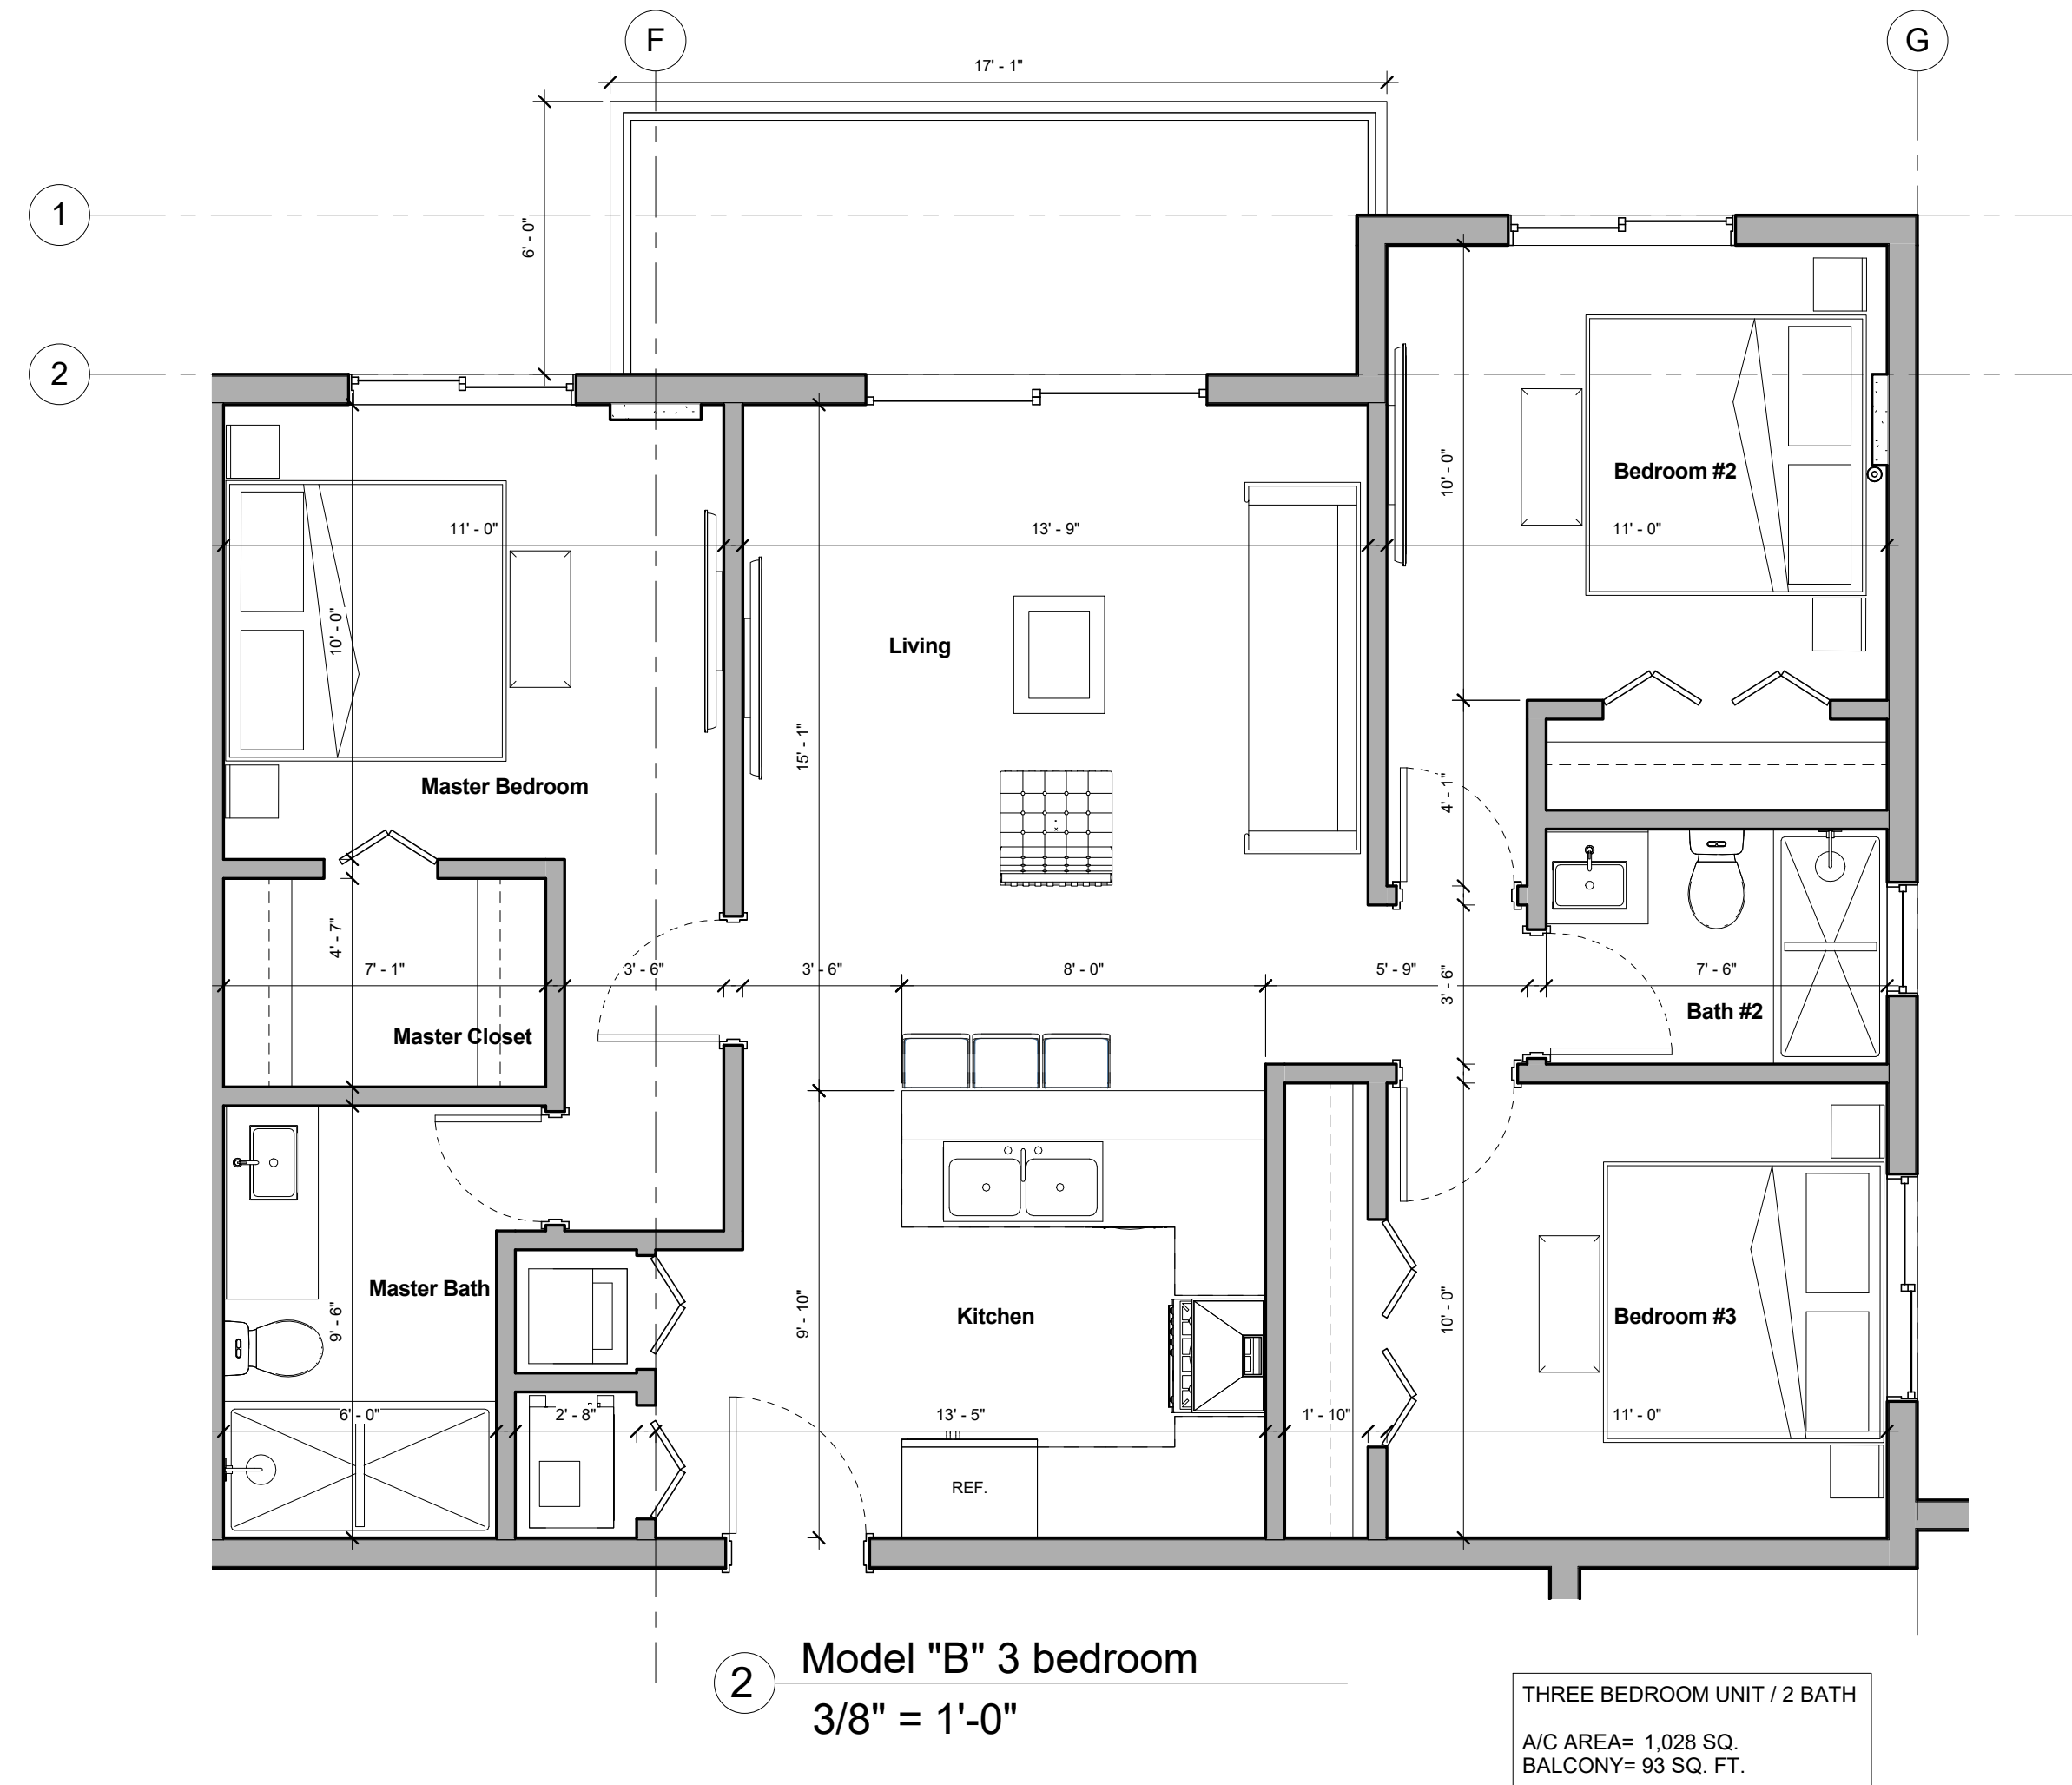 F
G
17' - 1"
1
6' - 0"
2
10' - 0"
Bedroom #2
11' - 0"
13' - 9"
11' - 0"
10' - 0"
Living
15' - 1"
Master Bedroom
4' - 1"
4' - 7"
7' - 1"
3' - 6"
3' - 6"
8' - 0"
5' - 9"
3' - 6"
7' - 6"
Bath #2
Master Closet
Master Bath
9' - 6"
9' - 10"
Kitchen
10' - 0"
Bedroom #3
6' - 0"
2' - 8"
13' - 5"
1' - 10"
11' - 0"
REF.
2
Model "B" 3 bedroom
3/8" = 1'-0"
THREE BEDROOM UNIT / 2 BATH
A/C AREA= 1,028 SQ.
BALCONY= 93 SQ. FT.